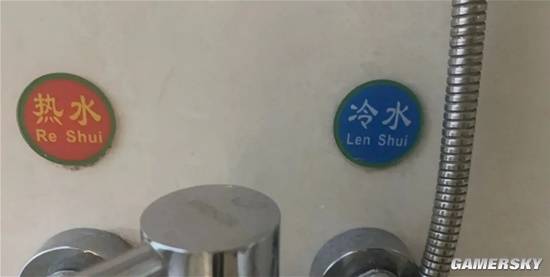 热水
Re Shui
冷水
Len Shui
GAMERSKY